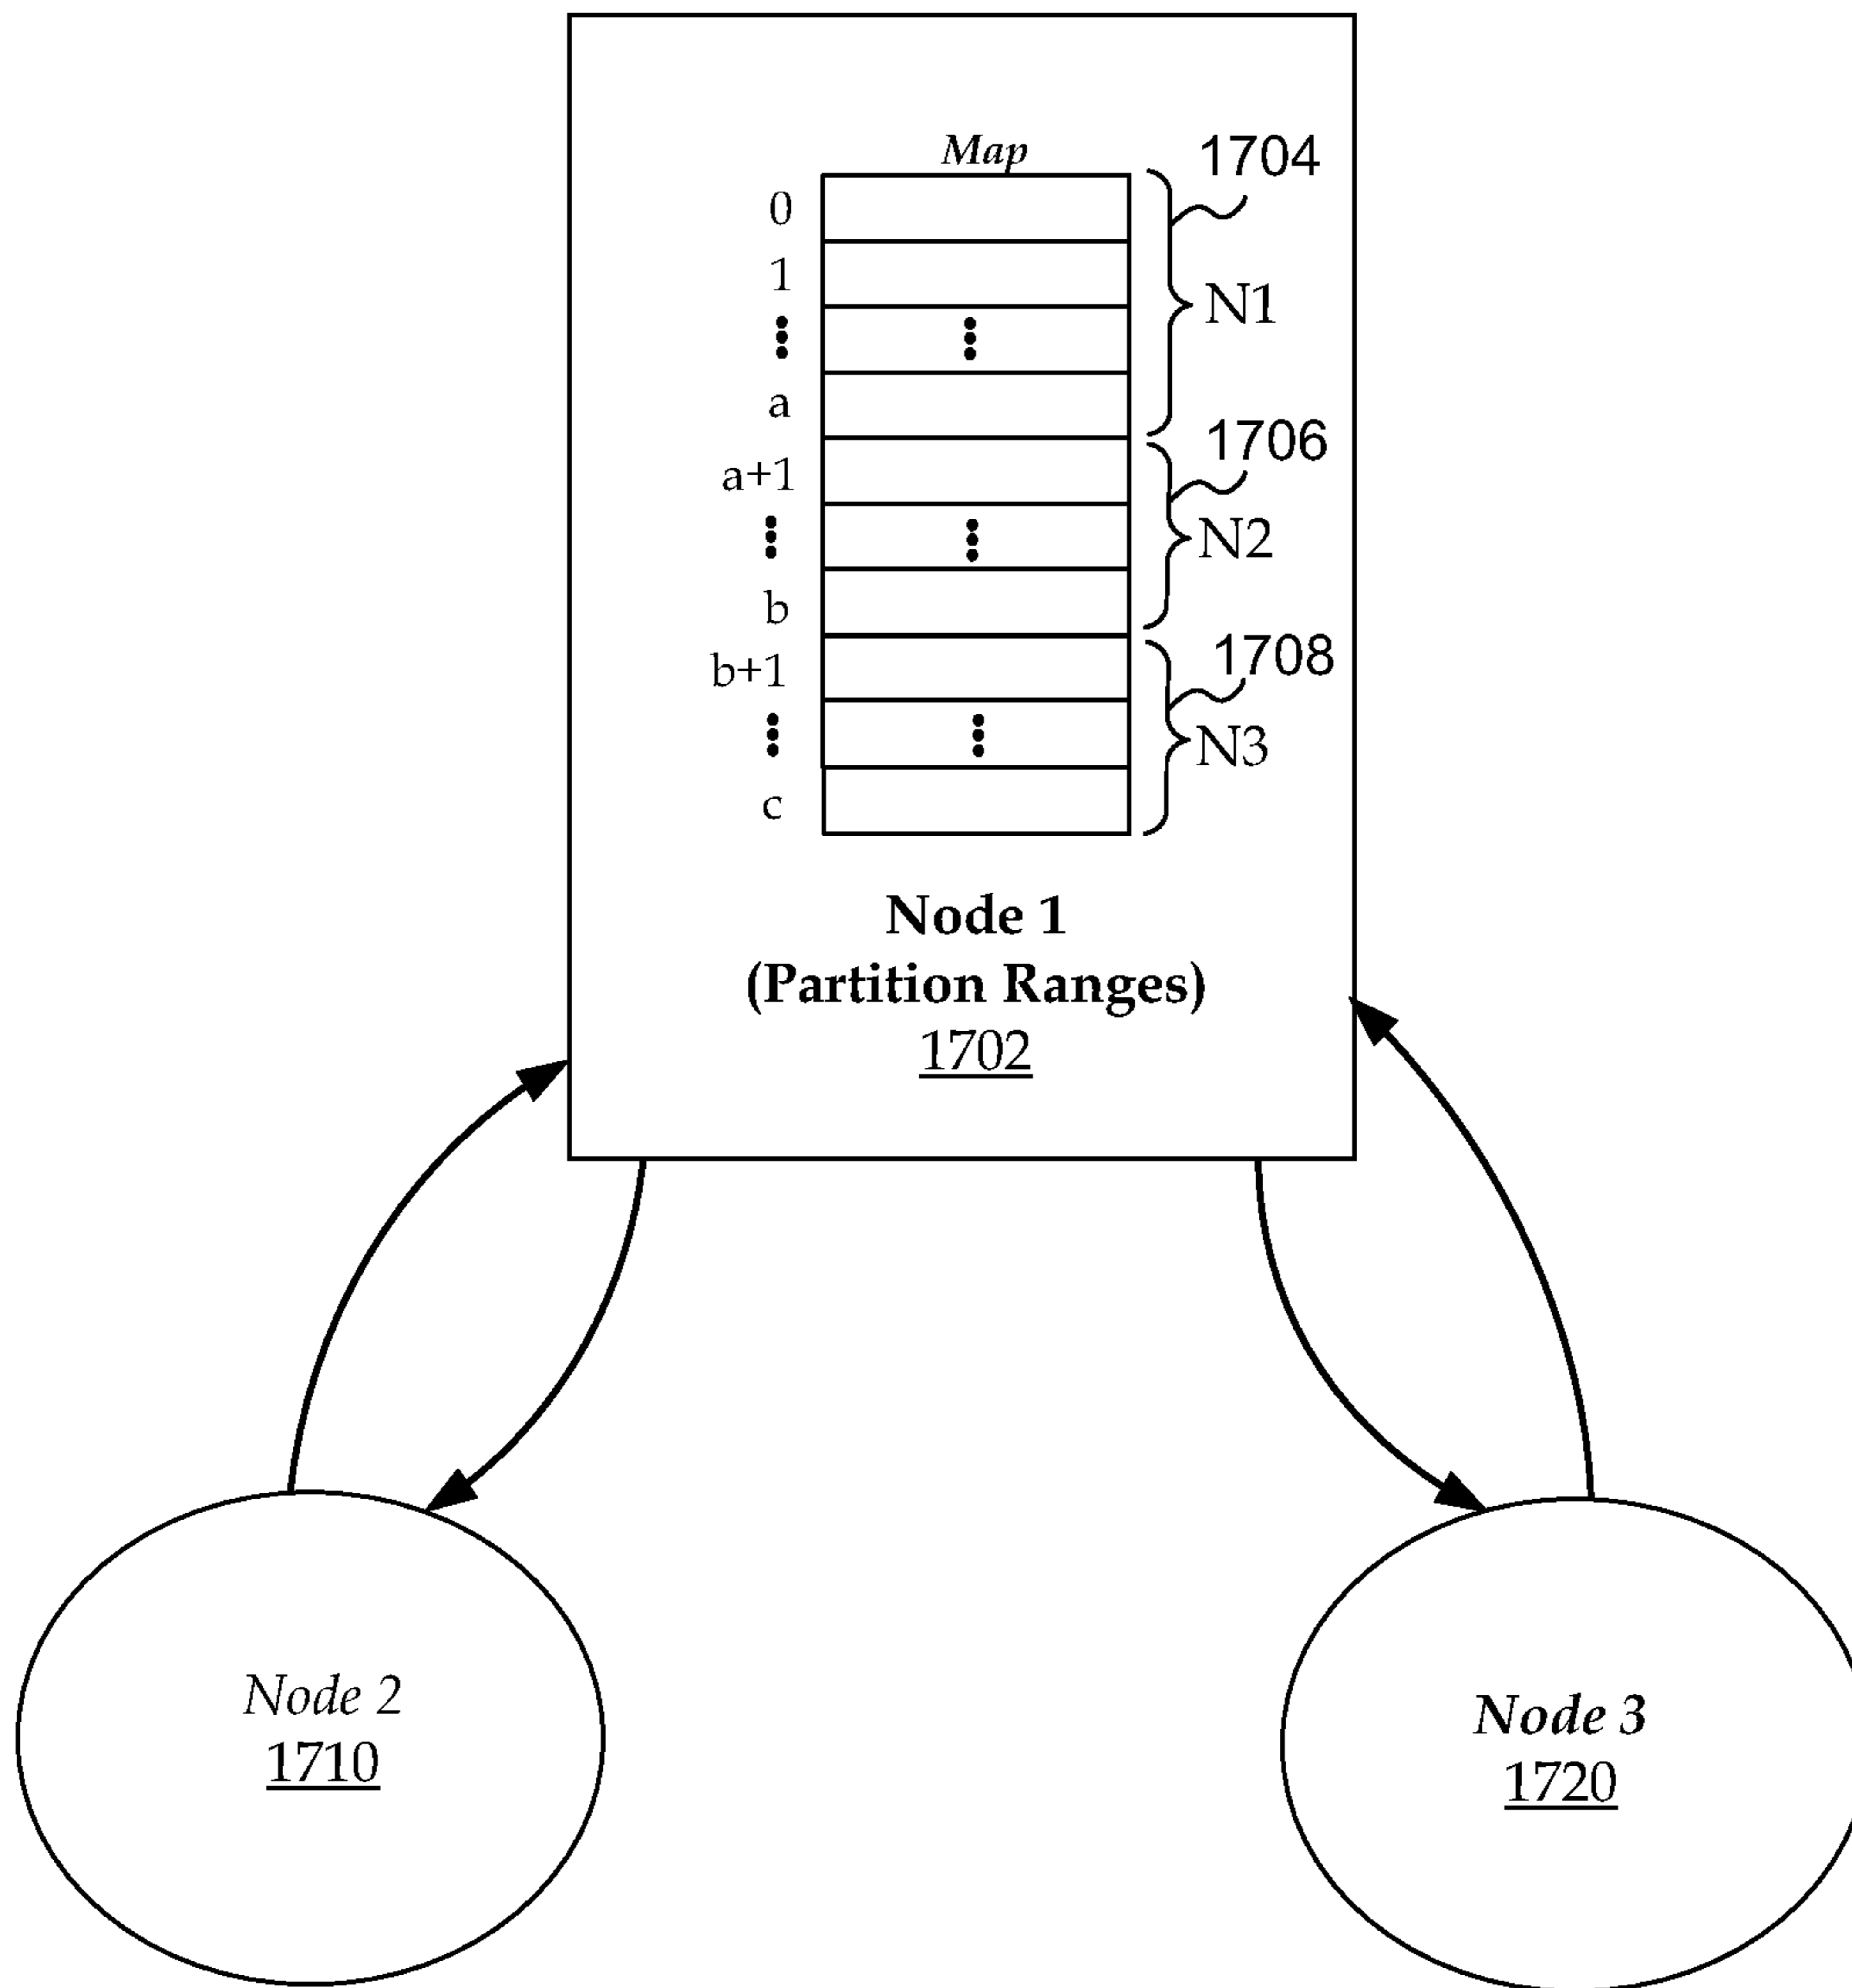 Map
1704
0
1
N1
a
1706
a+1
N2
b
1708
b+1
N3
c
Node 1
(Partition Ranges)
1702
Node 2
1710
Node 3
1720